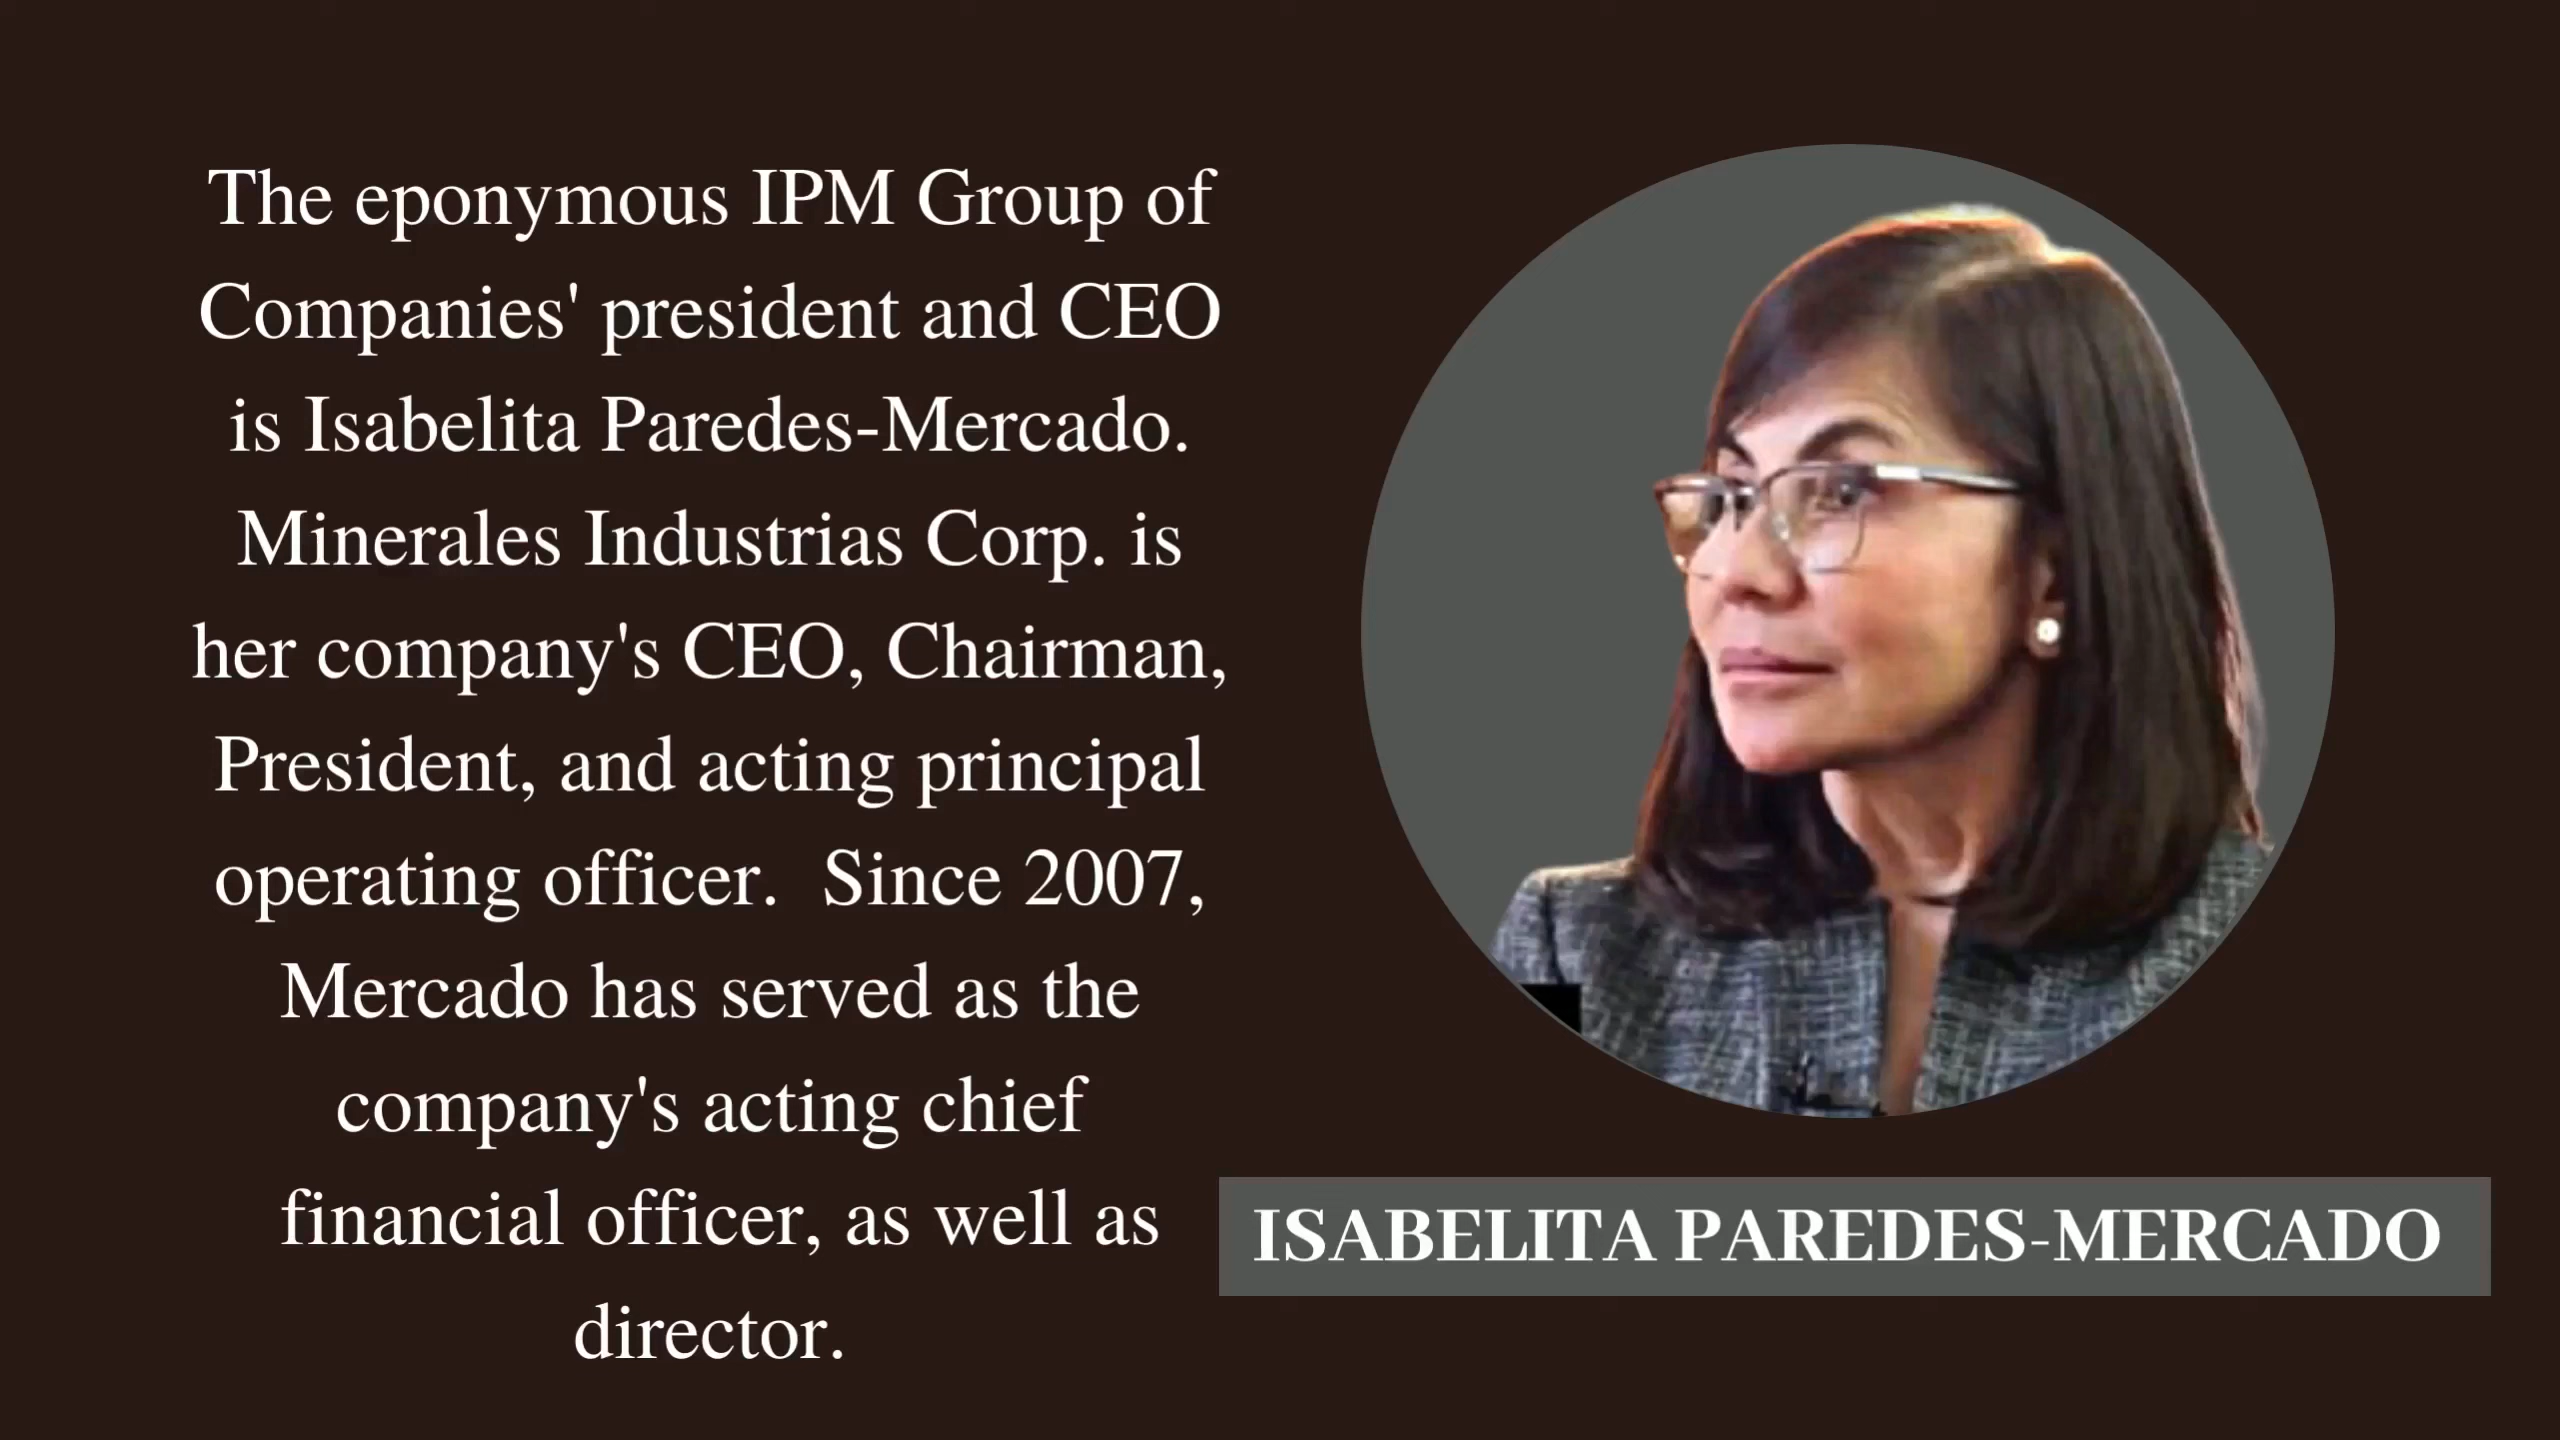 The eponymous IPM Group of
Companies' president and CEO
is Isabelita Paredes-Mercado.
Minerales Industrias Corp. is
her company's CEO, Chairman,
President, and acting principal
operating officer.  Since 2007,
Mercado has served as the
company's acting chief
financial officer, as well as
director.
ISABELITA PAREDES-MERCADO